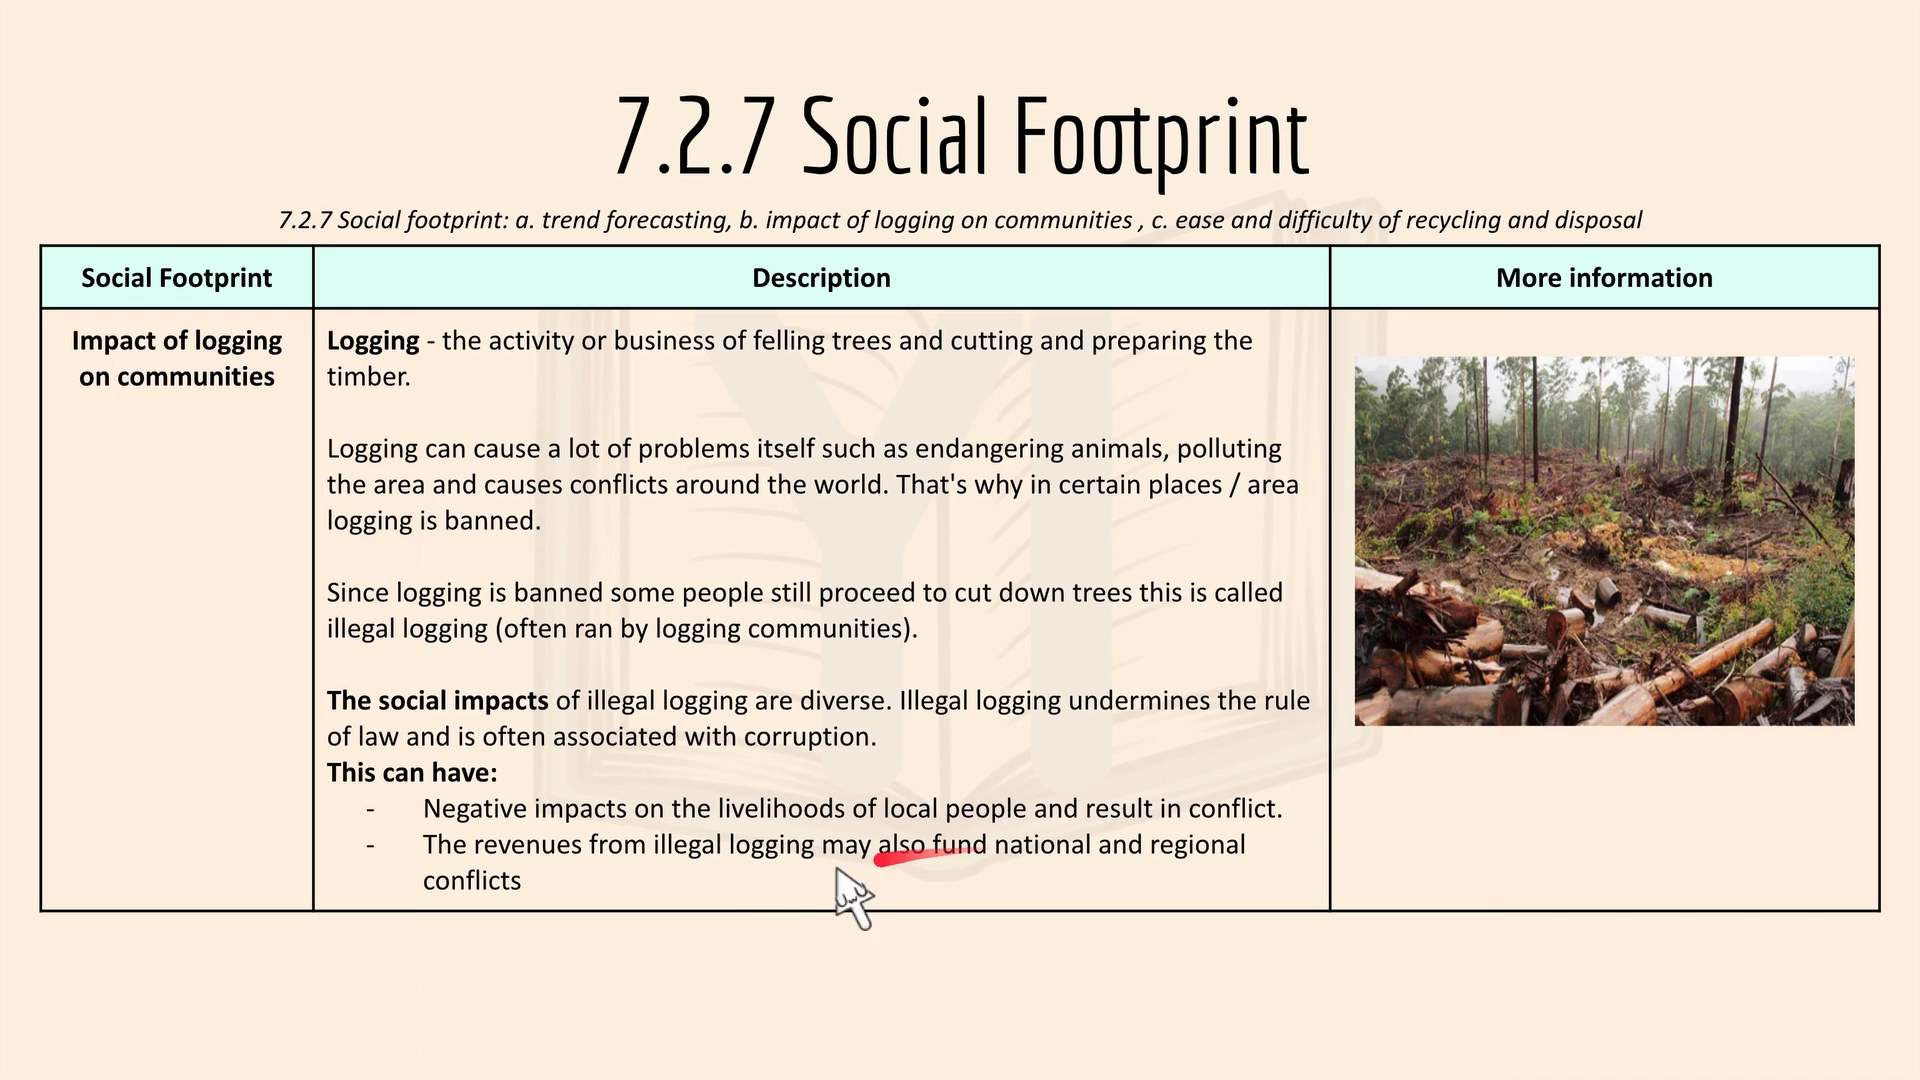 7.2.7 Social Footprint
7.2.7 Social footprint: a. trend forecasting, b. impact of logging on communities , c. ease and difficulty of recycling and disposal
Social Footprint
Description
More information
Impact of logging
on communities
Logging - the activity or business of felling trees and cutting and preparing the
timber.
Logging can cause a lot of problems itself such as endangering animals, polluting
the area and causes conflicts around the world. That's why in certain places / area
logging is banned.
Since logging is banned some people still proceed to cut down trees this is called
illegal logging (often ran by logging communities).
The social impacts of illegal logging are diverse. Illegal logging undermines the rule
of law and is often associated with corruption.
This can have:
- Negative impacts on the livelihoods of local people and result in conflict.
- The revenues from illegal logging may also fund national and regional
conflicts